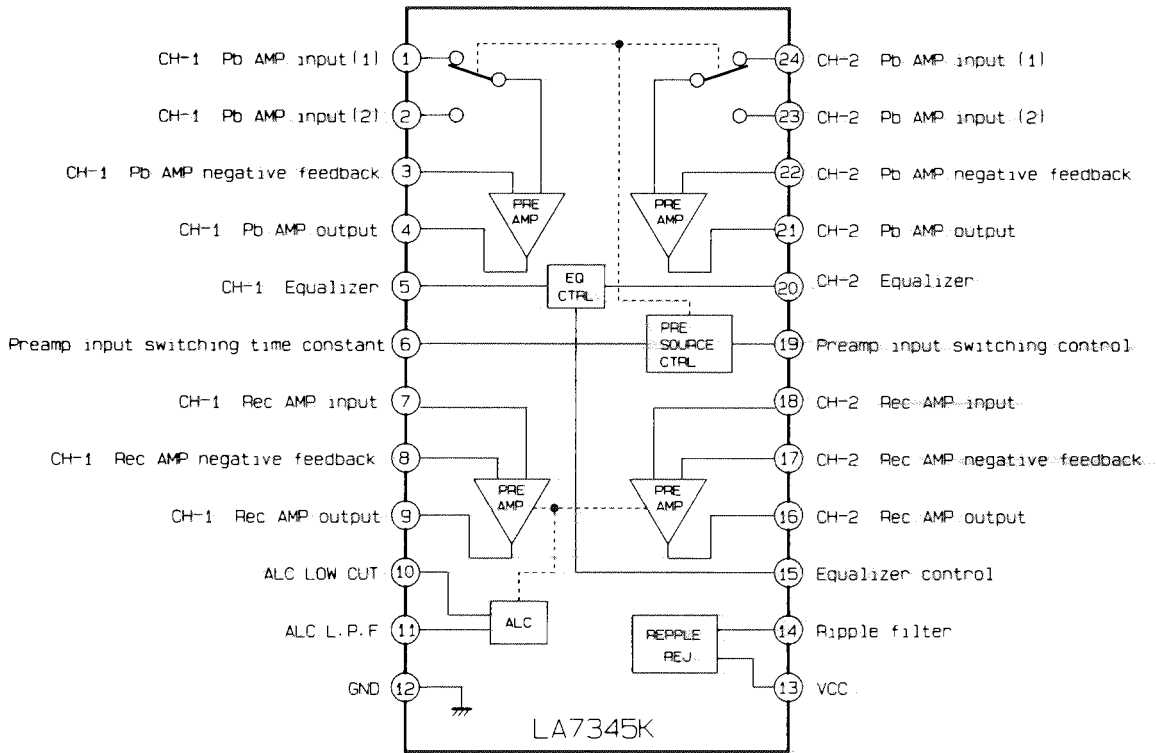 1 CH-1 Pb AMP input(1)
2 CH-1 Pb AMP input(2)
3 CH-1 Pb AMP negative feedback
4 CH-1 Pb AMP output
5 CH-1 Equalizer
6 Preamp input switching time constant
7 CH-1 Rec AMP input
8 CH-1 Rec AMP negative feedback
9 CH-1 Rec AMP output
10 ALC LOW CUT
11 ALC L.P.F
12 GND
PRE
AMP
PRE
AMP
EQ
CTRL
PRE
SOURCE
CTRL
PRE
AMP
PRE
AMP
ALC
REPPLE
REJ
24 CH-2 Pb AMP input (1)
23 CH-2 Pb AMP input (2)
22 CH-2 Pb AMP negative feedback
21 CH-2 Pb AMP output
20 CH-2 Equalizer
19 Preamp input switching control
18 CH-2 Rec AMP input
17 CH-2 Rec AMP negative feedback
16 CH-2 Rec AMP output
15 Equalizer control
14 Ripple filter
13 VCC
LA7345K